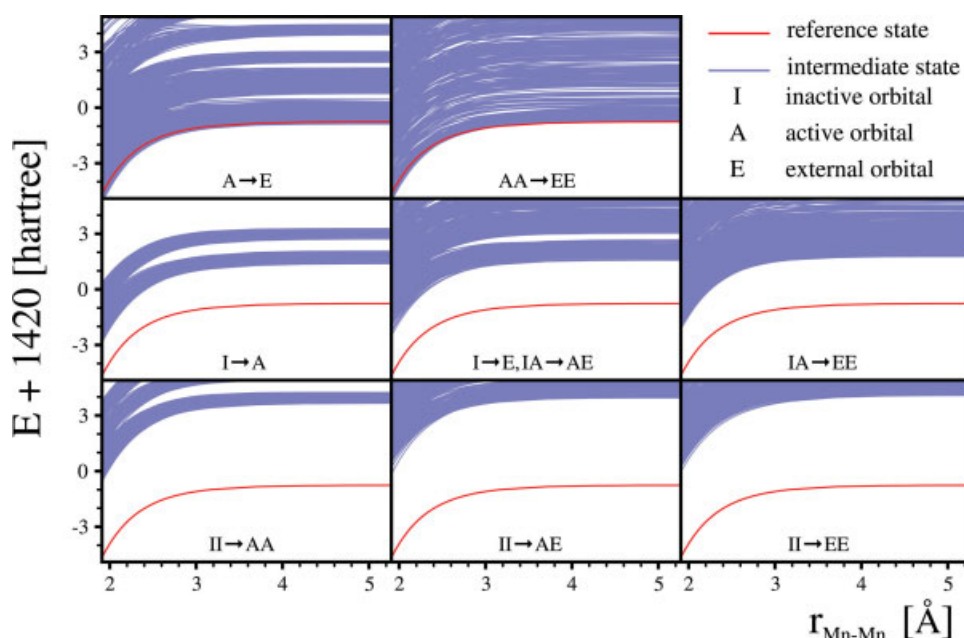 3
0
-3
A→E
AA→EE
reference state
intermediate state
I inactive orbital
A active orbital
E external orbital
E + 1420 [hartree]
3
0
-3
I→A
I→E, IA→AE
IA→EE
3
0
-3
II→AA
II→AE
II→EE
2 3 4 5 2 3 4 5 2 3 4 5
r Mn-Mn [Å]